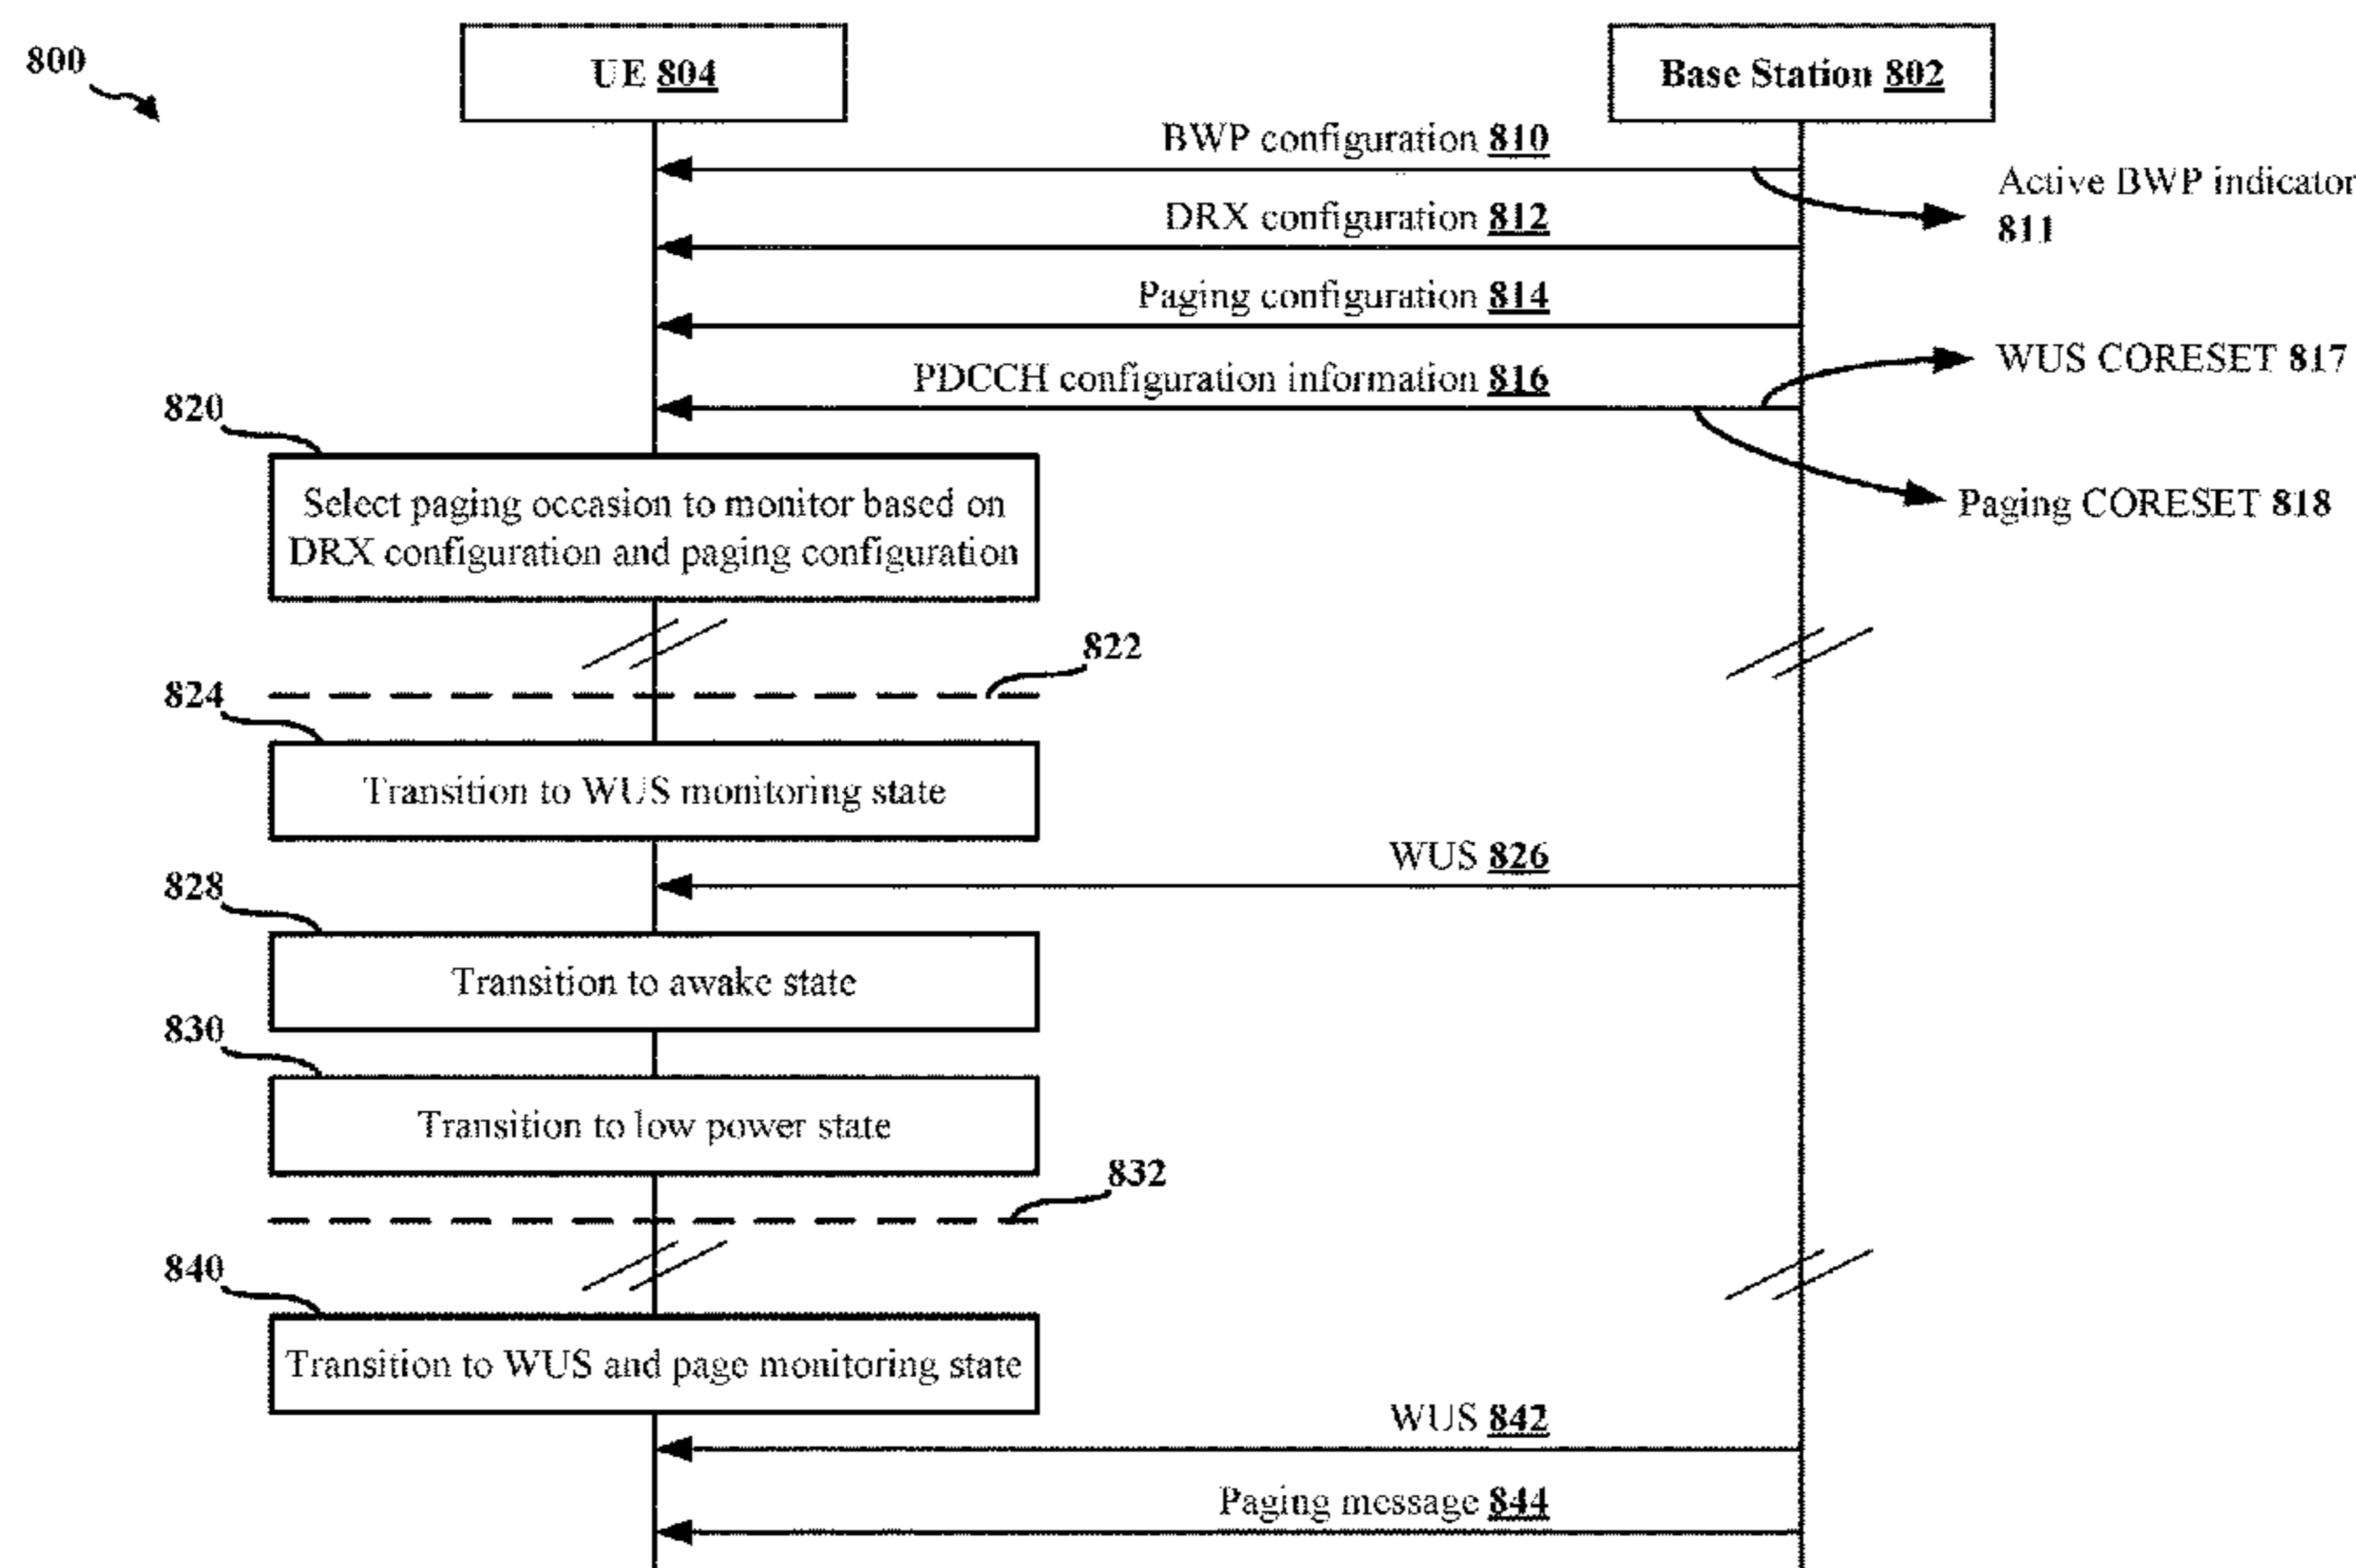 800
UE 804
Base Station 802
BWP configuration 810
Active BWP indicator
811
DRX configuration 812
Paging configuration 814
WUS CORESET 817
PDCCH configuration information 816
820
Select paging occasion to monitor based on
DRX configuration and paging configuration
Paging CORESET 818
822
824
Transition to WUS monitoring state
WUS 826
828
Transition to awake state
830
Transition to low power state
832
840
Transition to WUS and page monitoring state
WUS 842
Paging message 844